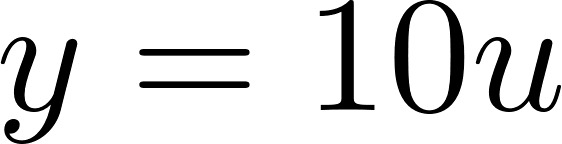 y = 10u